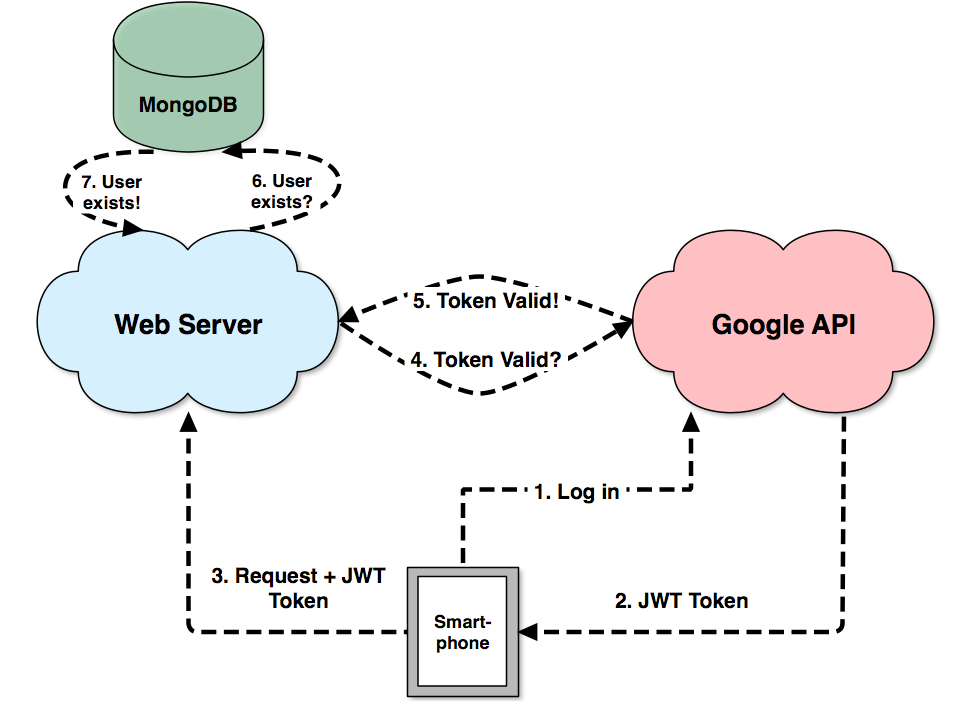 MongoDB
7. User
exists!
6. User
exists?
Web Server
5. Token Valid!
4. Token Valid?
Google API
1. Log in
3. Request + JWT
Token
2. JWT Token
Smart-
phone